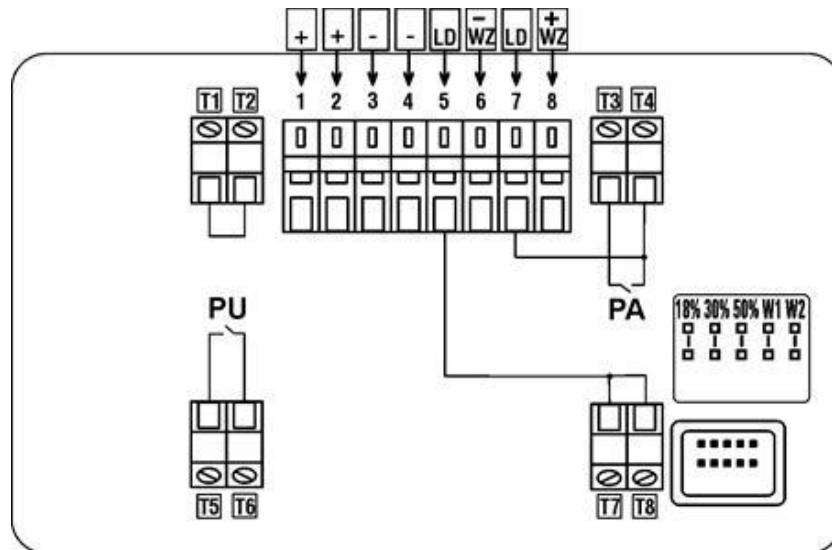 + + - - LD - WZ LD + WZ
1 2 3 4 5 6 7 8
T1 T2
T3 T4
PU
PA
18% 30% 50% W1 W2
T5 T6
T7 T8